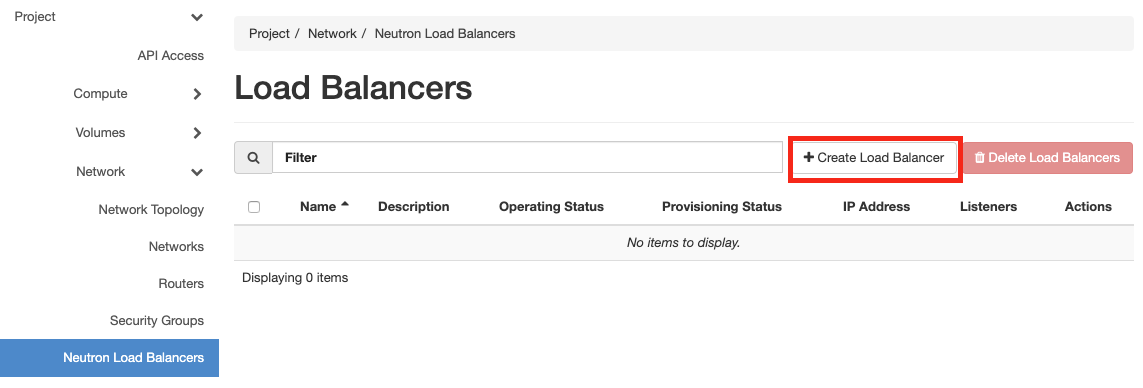 Project
API Access
Compute
Volumes
Network
Network Topology
Networks
Routers
Security Groups
Neutron Load Balancers
Project / Network / Neutron Load Balancers
Load Balancers
Filter
Create Load Balancer Delete Load Balancers
Name Description Operating Status Provisioning Status IP Address Listeners Actions
No items to display.
Displaying 0 items